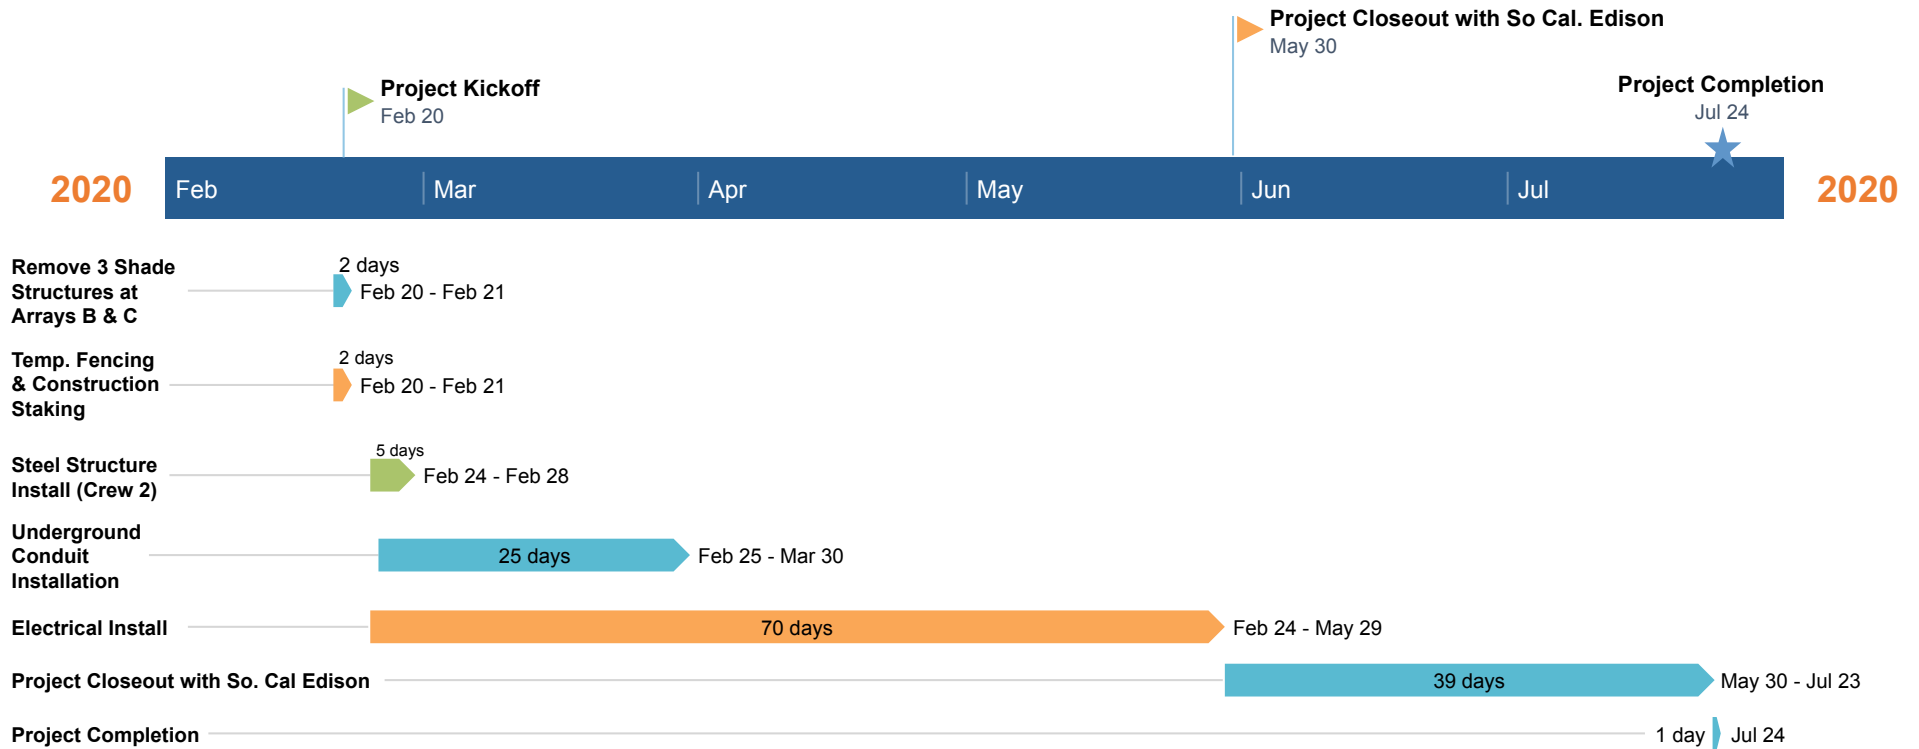 Project Closeout with So Cal. Edison
May 30
Project Kickoff
Feb 20
Project Completion
Jul 24
2020
Feb
Mar
Apr
May
Jun
Jul
2020
Remove 3 Shade
Structures at
Arrays B & C
2 days
Feb 20 - Feb 21
Temp. Fencing
& Construction
Staking
2 days
Feb 20 - Feb 21
Steel Structure
Install (Crew 2)
5 days
Feb 24 - Feb 28
Underground
Conduit
Installation
25 days
Feb 25 - Mar 30
Electrical Install
70 days
Feb 24 - May 29
Project Closeout with So. Cal Edison
39 days
May 30 - Jul 23
Project Completion
1 day
Jul 24